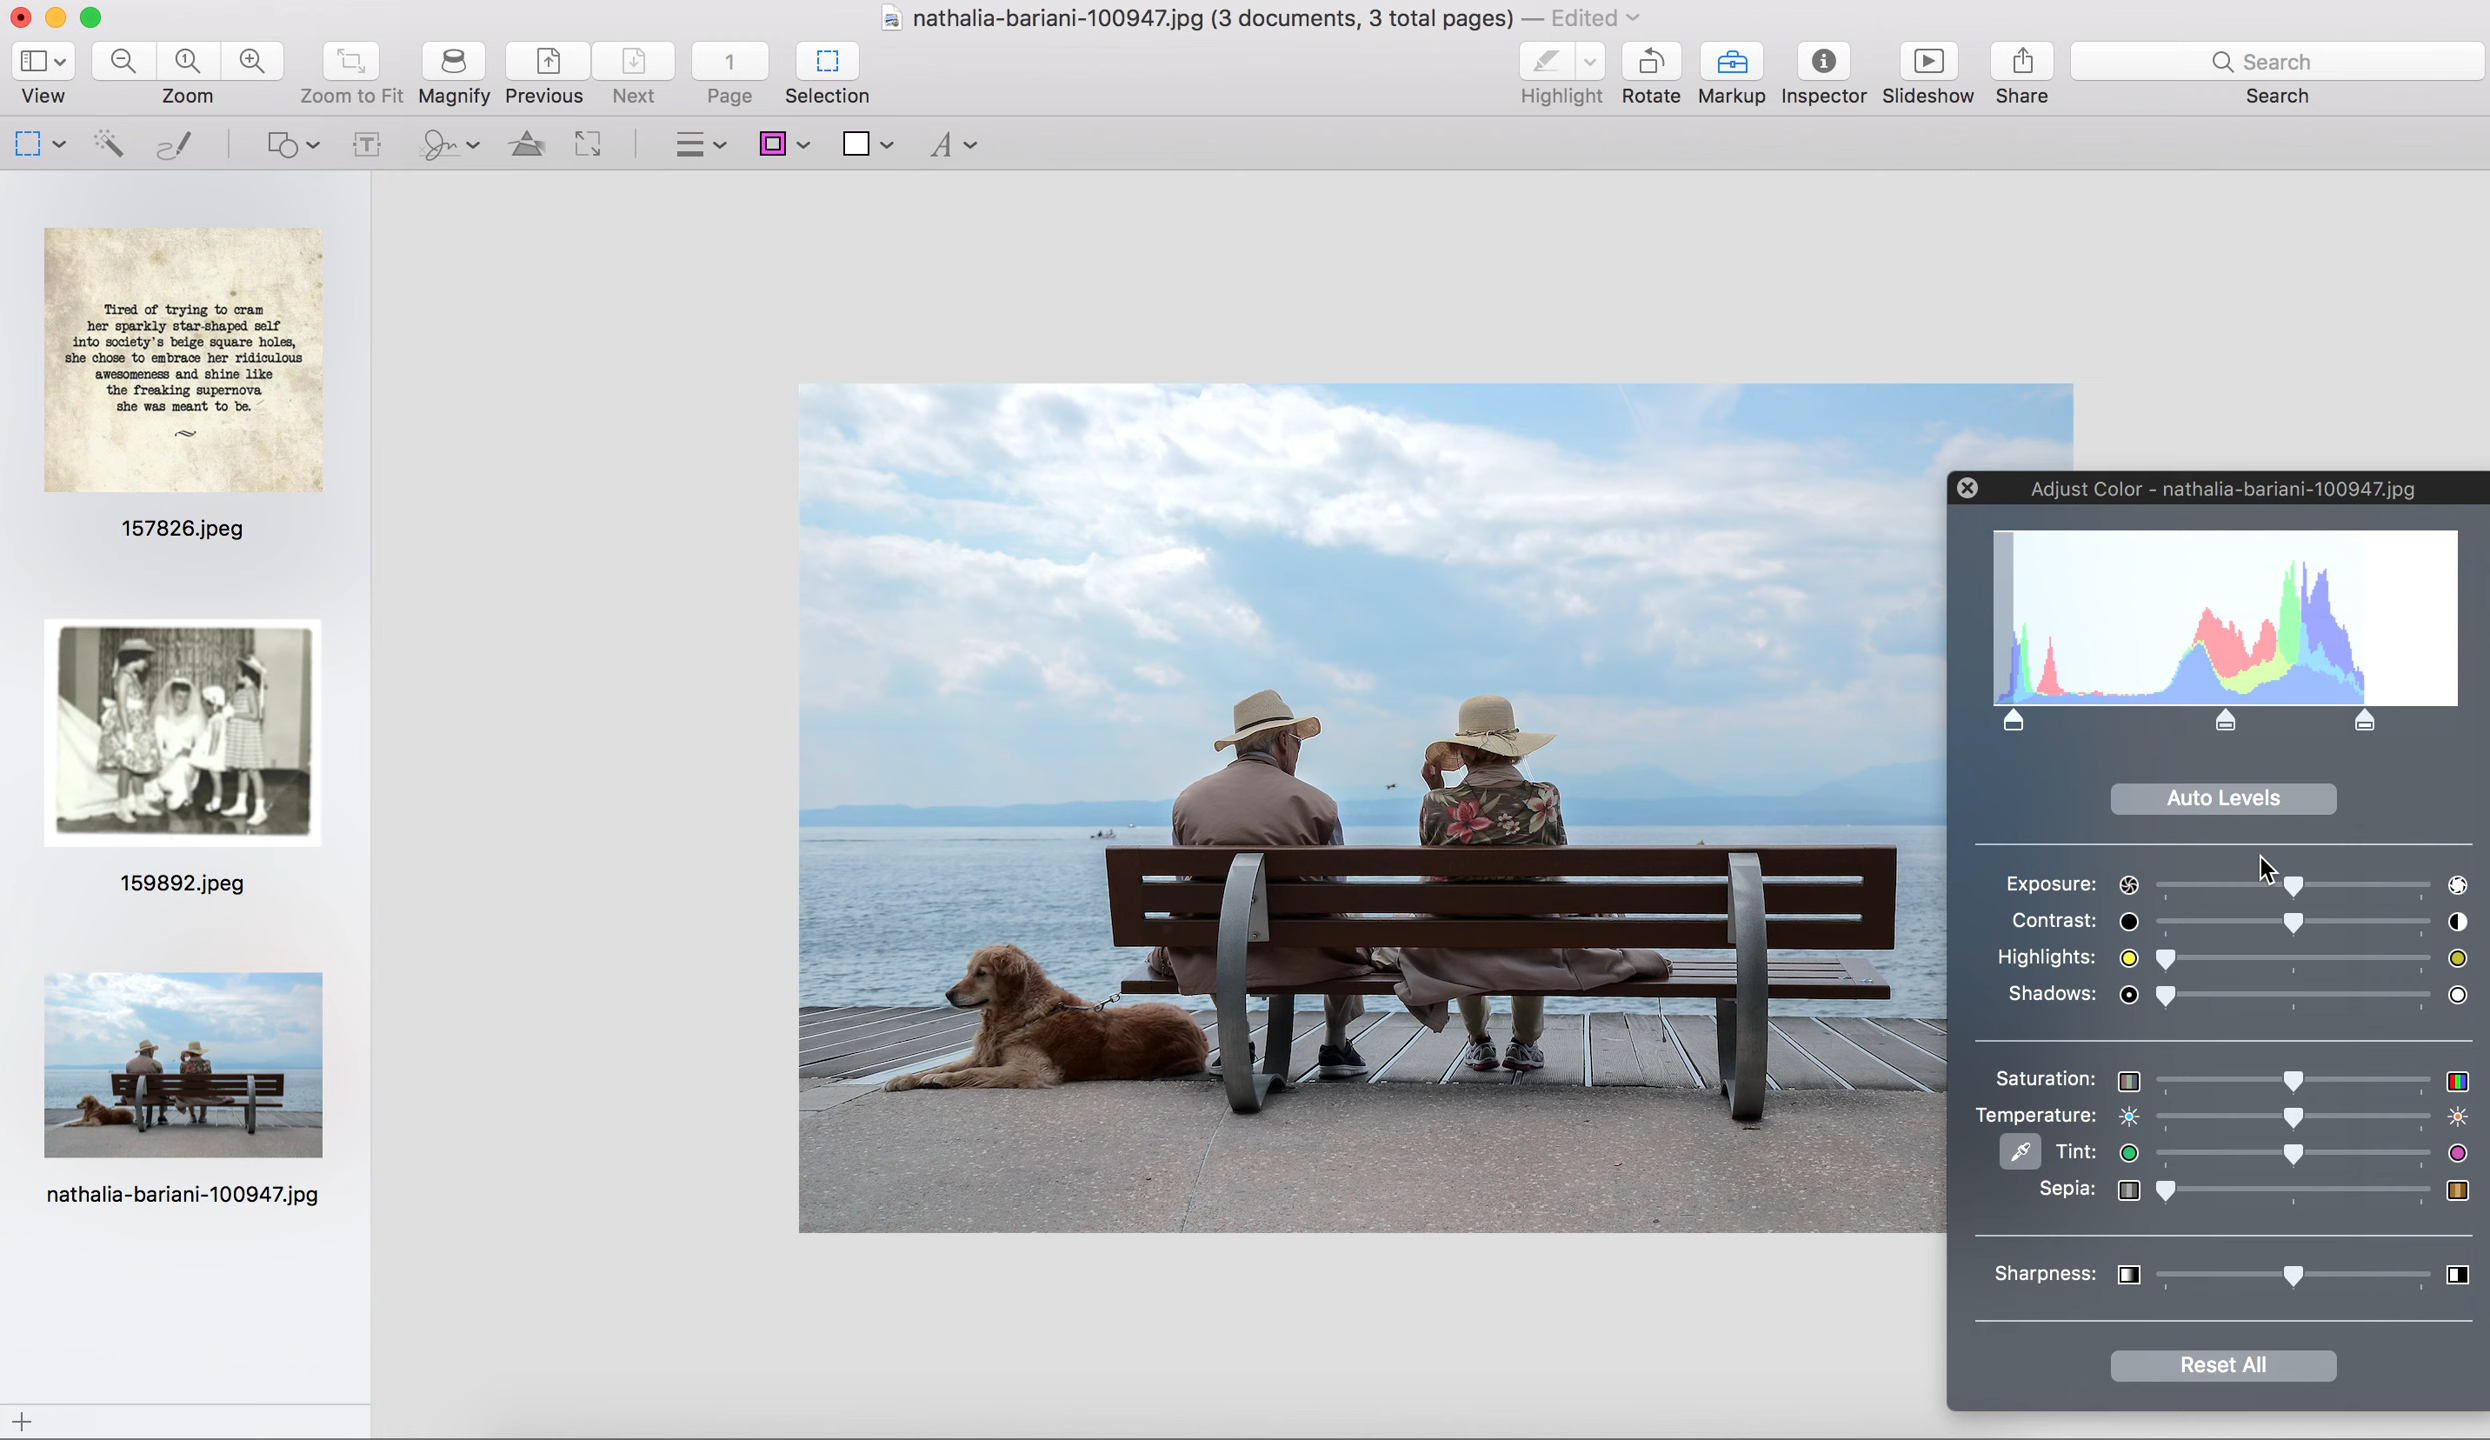 nathalia-bariani-100947.jpg (3 documents, 3 total pages) — Edited
1
Search
View
Zoom
Zoom to Fit
Magnify
Previous
Next
Page
Selection
Highlight
Rotate
Markup
Inspector
Slideshow
Share
Search
Tired of trying to cram
her sparkly star-shaped self
into society's beige square holes,
she chose to embrace her ridiculous
awesomeness and shine like
the freaking supernova
she was meant to be.
157826.jpeg
159892.jpeg
nathalia-bariani-100947.jpg
Adjust Color - nathalia-bariani-100947.jpg
Auto Levels
Exposure:
Contrast:
Highlights:
Shadows:
Saturation:
Temperature:
Tint:
Sepia:
Sharpness:
Reset All